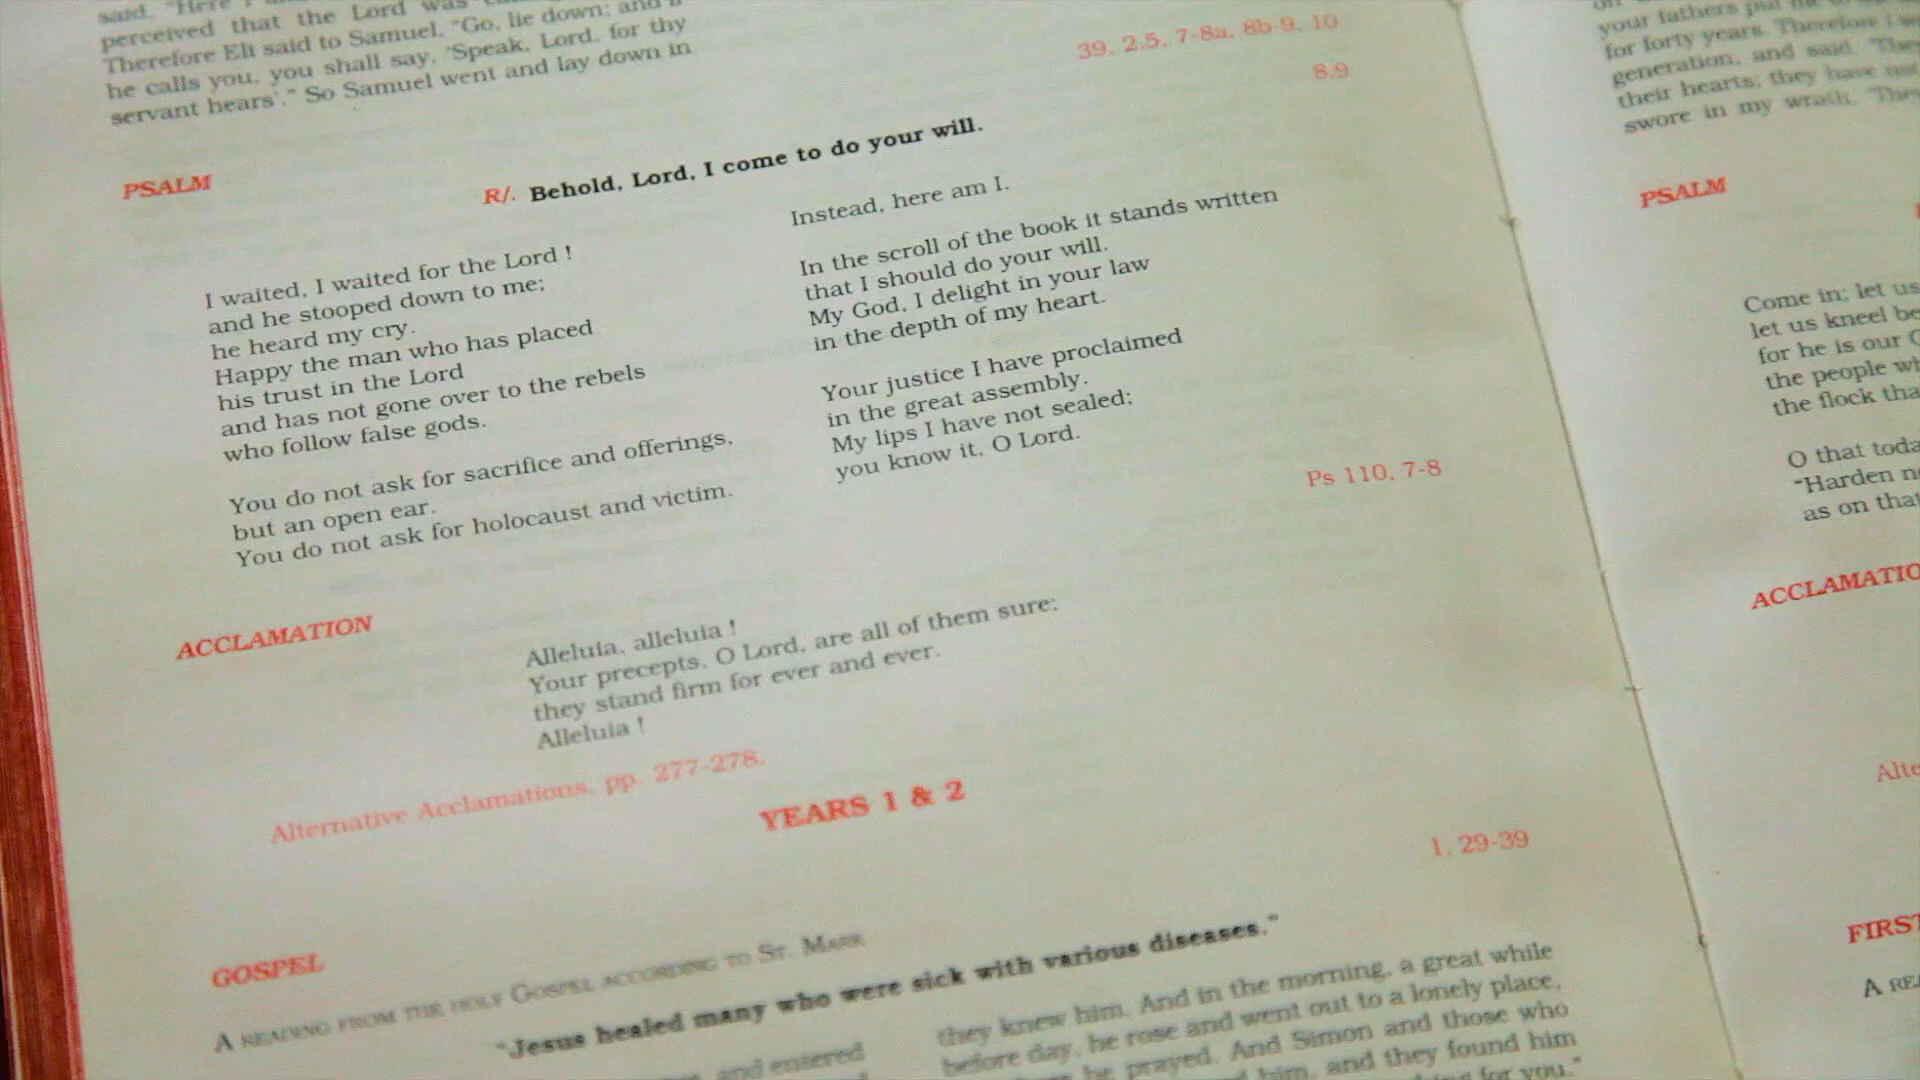 said, "Here I
perceived that the Lord was
Therefore Eli said to Samuel, "Go, lie down; and if
he calls you, you shall say, 'Speak, Lord, for thy
servant hears'." So Samuel went and lay down in
39, 2.5, 7-8a, 8b-9, 10
8.9
PSALM
R/. Behold, Lord, I come to do your will.
I waited, I waited for the Lord !
and he stooped down to me;
he heard my cry.
Happy the man who has placed
his trust in the Lord
and has not gone over to the rebels
who follow false gods.
You do not ask for sacrifice and offerings,
but an open ear.
You do not ask for holocaust and victim.
Instead, here am I.
In the scroll of the book it stands written
that I should do your will.
My God, I delight in your law
in the depth of my heart.
Your justice I have proclaimed
in the great assembly.
My lips I have not sealed;
you know it, O Lord.
Ps 110, 7-8
ACCLAMATION
Alleluia, alleluia !
Your precepts, O Lord, are all of them sure;
they stand firm for ever and ever.
Alleluia !
Alternative Acclamations, pp. 277-278.
YEARS 1 & 2
1, 29-39
GOSPEL
A READING FROM THE HOLY GOSPEL ACCORDING TO ST. MARK
"Jesus healed many who were sick with various diseases."
and entered
they knew him. And in the morning, a great while
before day, he rose and went out to a lonely place,
he prayed. And Simon and those who
him, and they found him
for you."
your fathers put
for forty years. Therefore I
generation, and said, 
their hearts; they have not
swore in my wrath,
PSALM
Come in; let us
let us kneel
for he is our
the people
the flock
O that
"Harden
as on that
ACCLAMATIO
Alte
FIRST
A REA